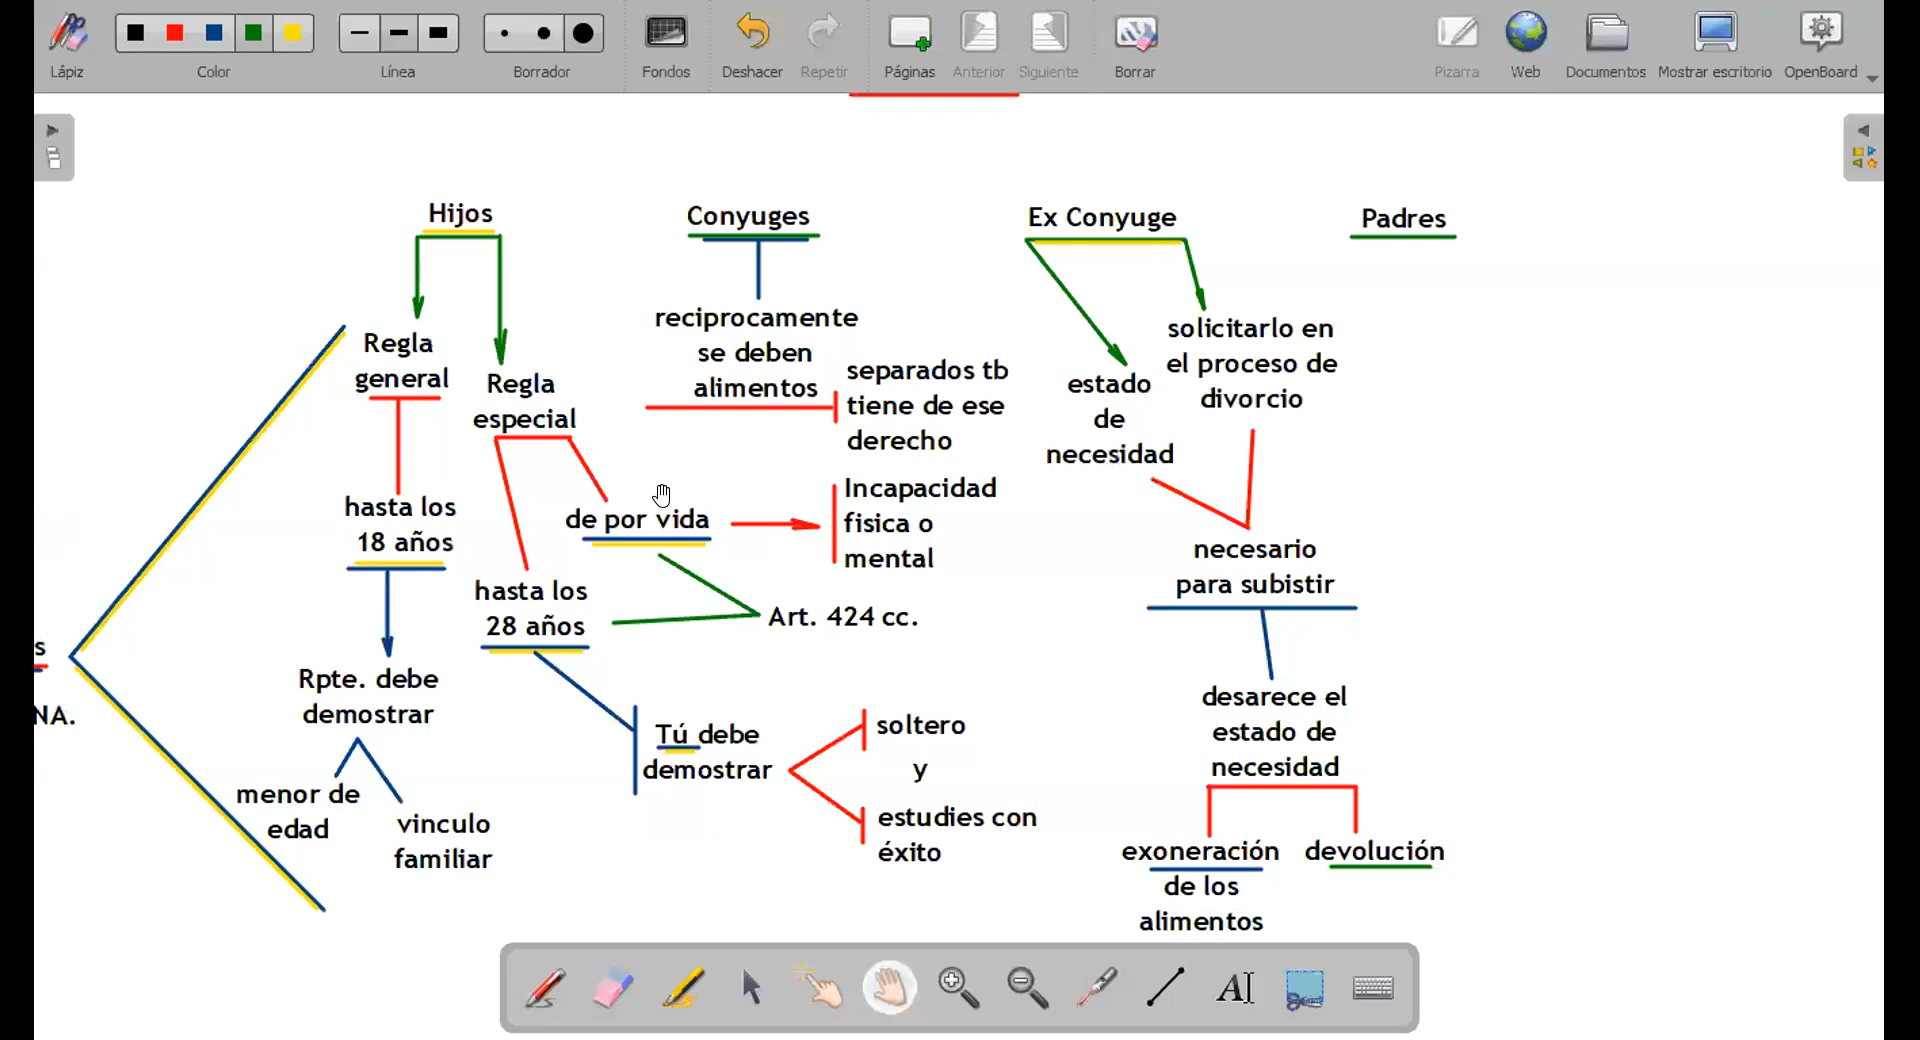 Lápiz
Color
Línea
Borrador
Fondos
Deshacer
Repetir
Páginas
Anterior
Siguiente
Borrar
Pizarra
Web
Documentos
Mostrar escritorio
OpenBoard
Hijos
Regla
general
hasta los
18 años
Rpte. debe
demostrar
menor de
edad
vinculo
familiar
Regla
especial
de por vida
Incapacidad
fisica o
mental
hasta los
28 años
Art. 424 cc.
Tú debe
demostrar
soltero
y
estudies con
éxito
Conyuges
reciprocamente
se deben
alimentos
separados tb
tiene de ese
derecho
Ex Conyuge
estado
de
necesidad
solicitarlo en
el proceso de
divorcio
necesario
para subistir
desarece el
estado de
necesidad
exoneración
de los
alimentos
devolución
Padres
s
NA.
AI